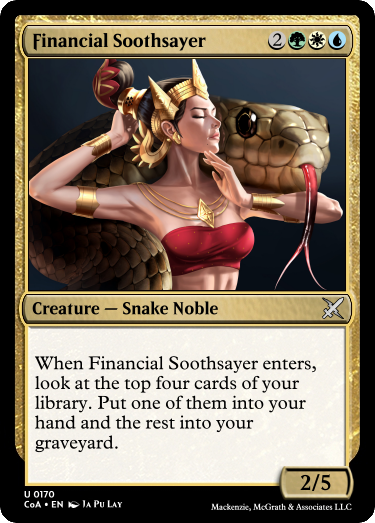 Financial Soothsayer 2
Creature — Snake Noble
When Financial Soothsayer enters,
look at the top four cards of your
library. Put one of them into your
hand and the rest into your
graveyard.
2/5
U 0170
CoA • EN Ja Pu Lay
Mackenzie, McGrath & Associates LLC